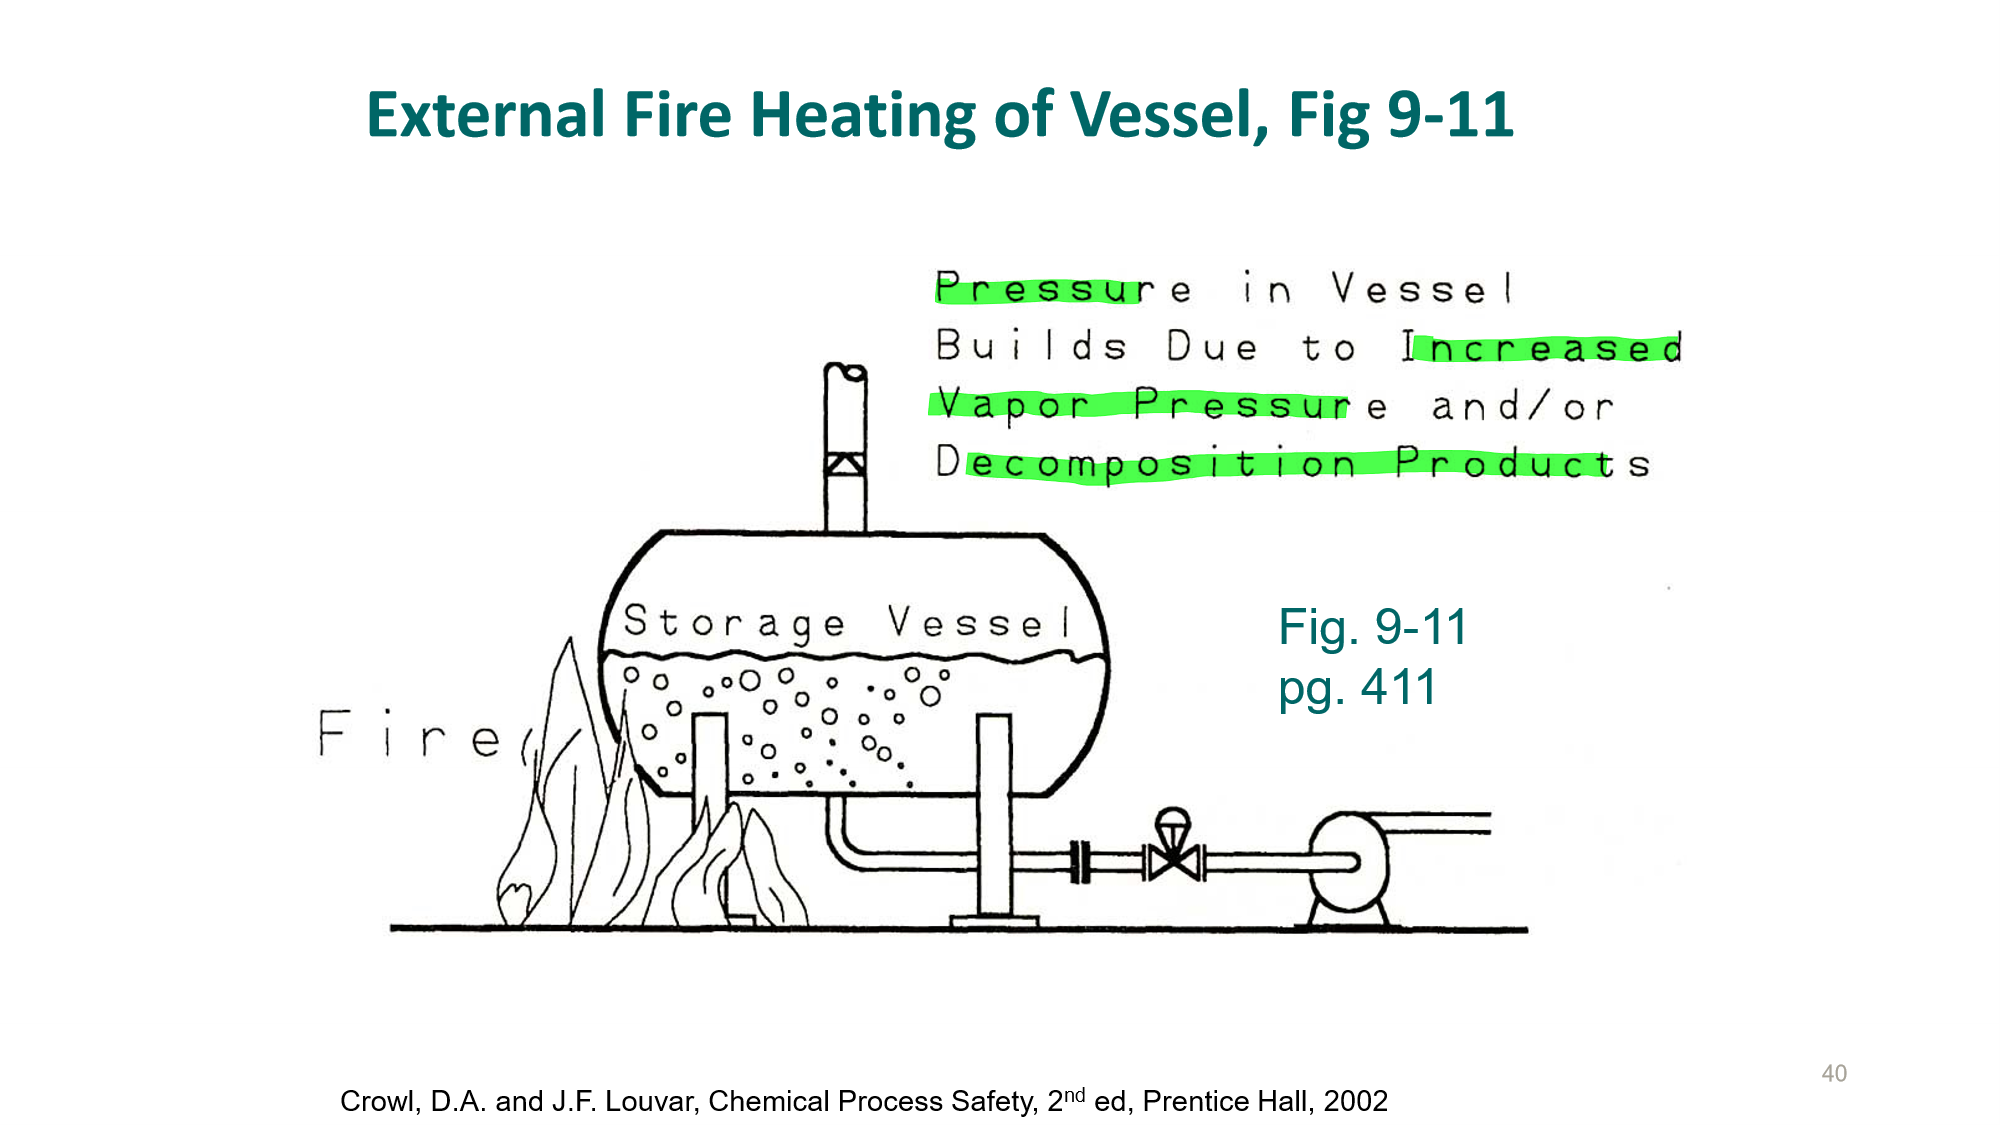 External Fire Heating of Vessel, Fig 9-11
Pressure in Vessel
Builds Due to Increased
Vapor Pressure and/or
Decomposition Products
Storage Vessel
Fig. 9-11
pg. 411
Fire
40
Crowl, D.A. and J.F. Louvar, Chemical Process Safety, 2nd ed, Prentice Hall, 2002